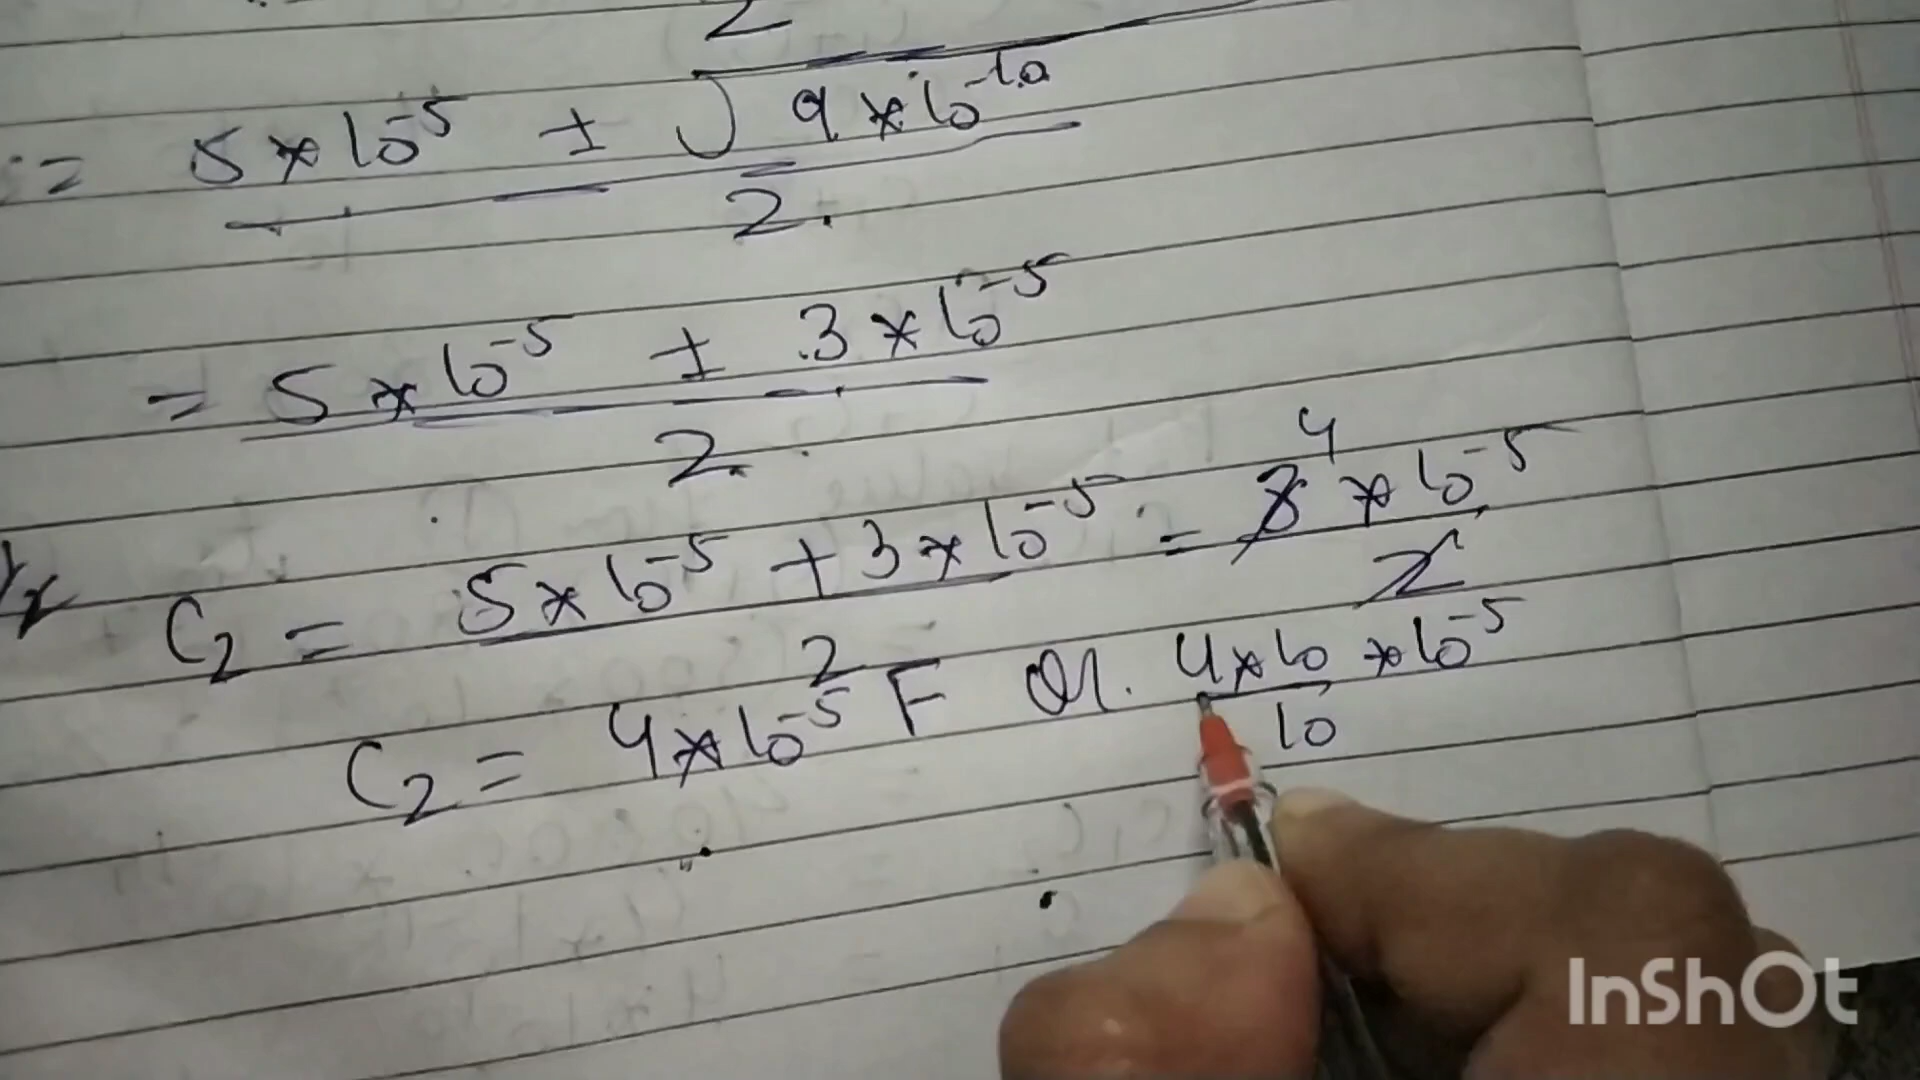 2
= 5 * 10^-5 ± √9 * 10^-10
2.
= 5 * 10^-5 ± 3 * 10^-5
2.
C2 = 5 * 10^-5 + 3 * 10^-5 = 8 4 * 10^-5
2 2
C2 = 4 * 10^-5 F or. 4 * 10 * 10^-5
10
InShOt